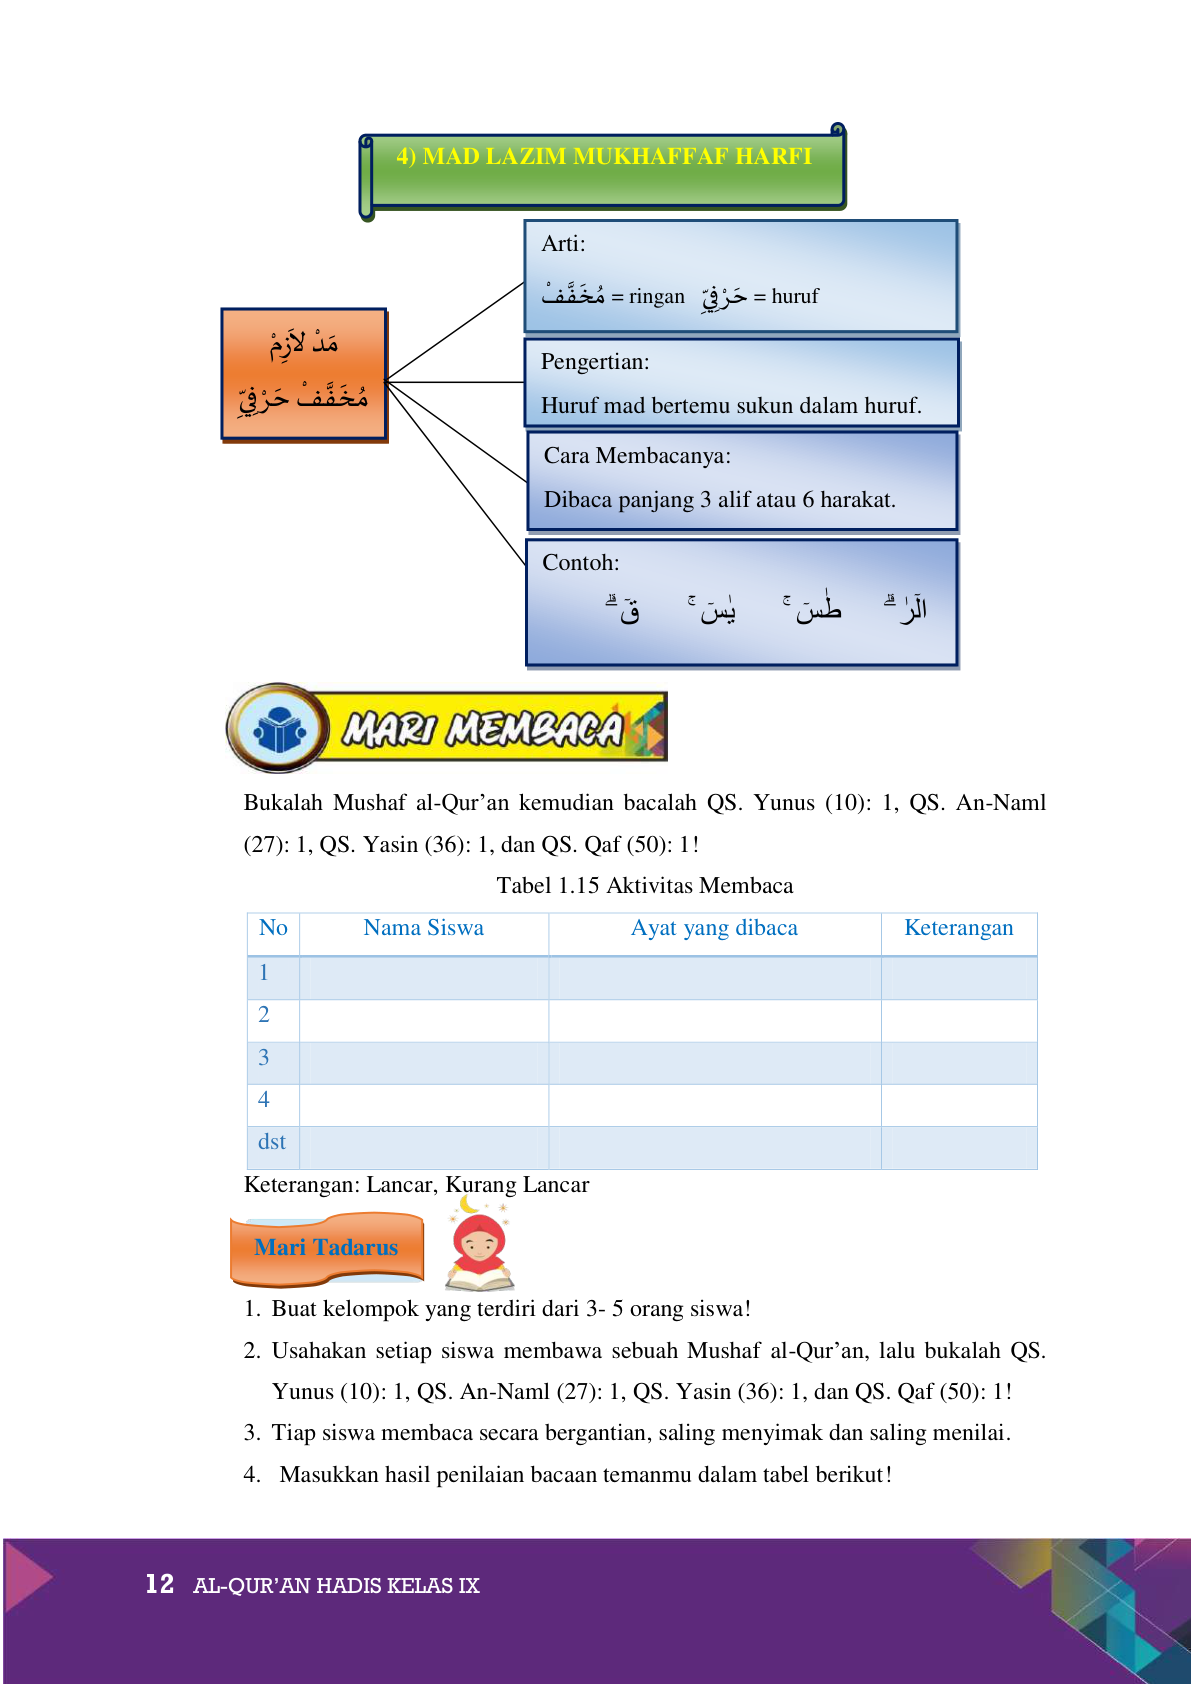 4) MAD LAZIM MUKHAFFAF HARFI
Arti:
مُخَفَّفْ = ringan حَرْفِيّ = huruf
مَدْ لاَزِمْ
مُخَفَّفْ حَرْفِيّ
Pengertian:
Huruf mad bertemu sukun dalam huruf.
Cara Membacanya:
Dibaca panjang 3 alif atau 6 harakat.
Contoh:
الۤرٰ ۗ طٰسۤ ۚ يٰسۤ ۚ قۤ ۗ
MARI MEMBACA
Bukalah Mushaf al-Qur’an kemudian bacalah QS. Yunus (10): 1, QS. An-Naml
(27): 1, QS. Yasin (36): 1, dan QS. Qaf (50): 1!
Tabel 1.15 Aktivitas Membaca
No Nama Siswa Ayat yang dibaca Keterangan
1
2
3
4
dst
Keterangan: Lancar, Kurang Lancar
Mari Tadarus
1. Buat kelompok yang terdiri dari 3- 5 orang siswa!
2. Usahakan setiap siswa membawa sebuah Mushaf al-Qur’an, lalu bukalah QS.
Yunus (10): 1, QS. An-Naml (27): 1, QS. Yasin (36): 1, dan QS. Qaf (50): 1!
3. Tiap siswa membaca secara bergantian, saling menyimak dan saling menilai.
4. Masukkan hasil penilaian bacaan temanmu dalam tabel berikut!
12 AL-QUR’AN HADIS KELAS IX